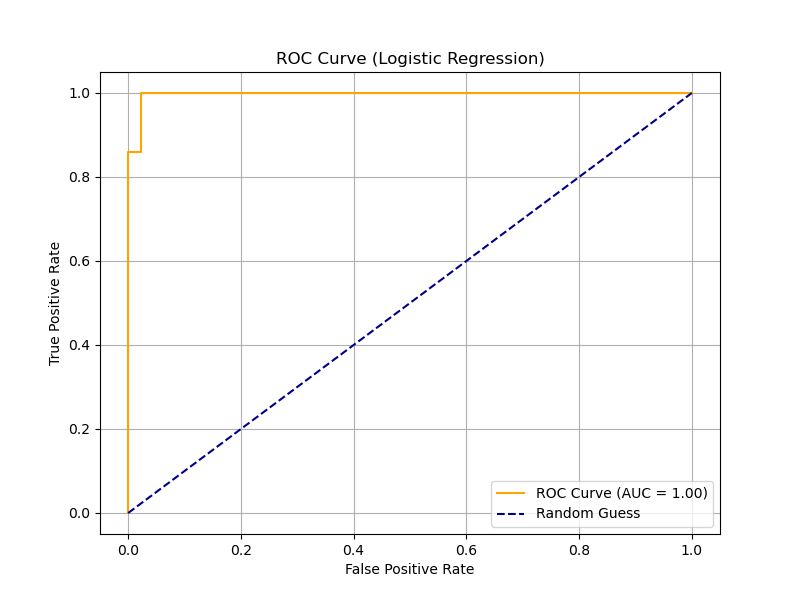 ROC Curve (Logistic Regression)
True Positive Rate
1.0
0.8
0.6
0.4
0.2
0.0
ROC Curve (AUC = 1.00)
Random Guess
0.0 0.2 0.4 0.6 0.8 1.0
False Positive Rate